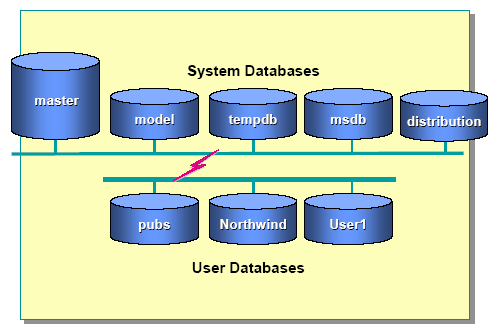 System Databases
master
model
tempdb
msdb
distribution
pubs
Northwind
User1
User Databases